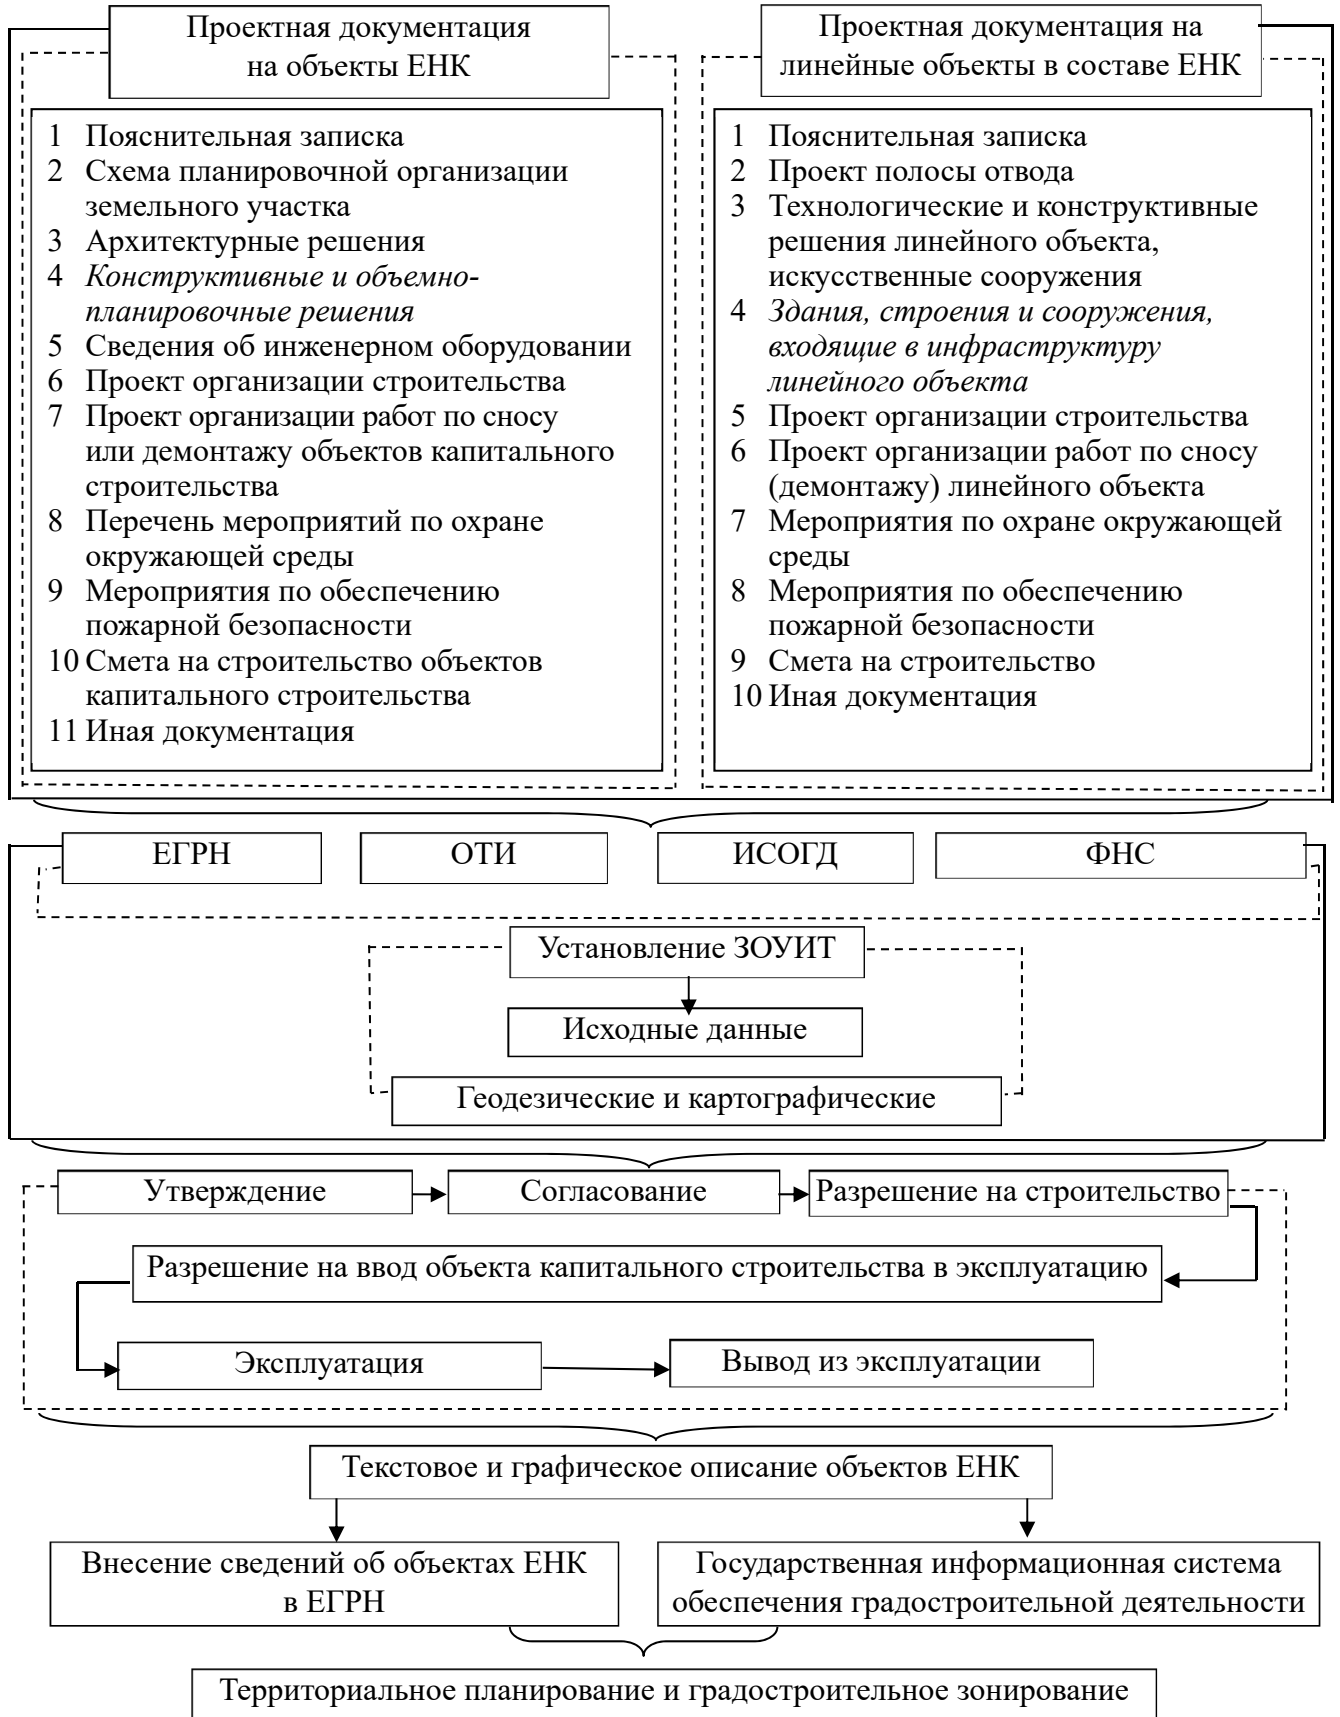 Проектная документация
на объекты ЕНК
1 Пояснительная записка
2 Схема планировочной организации
земельного участка
3 Архитектурные решения
4 Конструктивные и объемно-
планировочные решения
5 Сведения об инженерном оборудовании
6 Проект организации строительства
7 Проект организации работ по сносу
или демонтажу объектов капитального
строительства
8 Перечень мероприятий по охране
окружающей среды
9 Мероприятия по обеспечению
пожарной безопасности
10 Смета на строительство объектов
капитального строительства
11 Иная документация
Проектная документация на
линейные объекты в составе ЕНК
1 Пояснительная записка
2 Проект полосы отвода
3 Технологические и конструктивные
решения линейного объекта,
искусственные сооружения
4 Здания, строения и сооружения,
входящие в инфраструктуру
линейного объекта
5 Проект организации строительства
6 Проект организации работ по сносу
(демонтажу) линейного объекта
7 Мероприятия по охране окружающей
среды
8 Мероприятия по обеспечению
пожарной безопасности
9 Смета на строительство
10 Иная документация
ЕГРН
ОТИ
ИСОГД
ФНС
Установление ЗОУИТ
Исходные данные
Геодезические и картографические
Утверждение
Согласование
Разрешение на строительство
Разрешение на ввод объекта капитального строительства в эксплуатацию
Эксплуатация
Вывод из эксплуатации
Текстовое и графическое описание объектов ЕНК
Внесение сведений об объектах ЕНК
в ЕГРН
Государственная информационная система
обеспечения градостроительной деятельности
Территориальное планирование и градостроительное зонирование